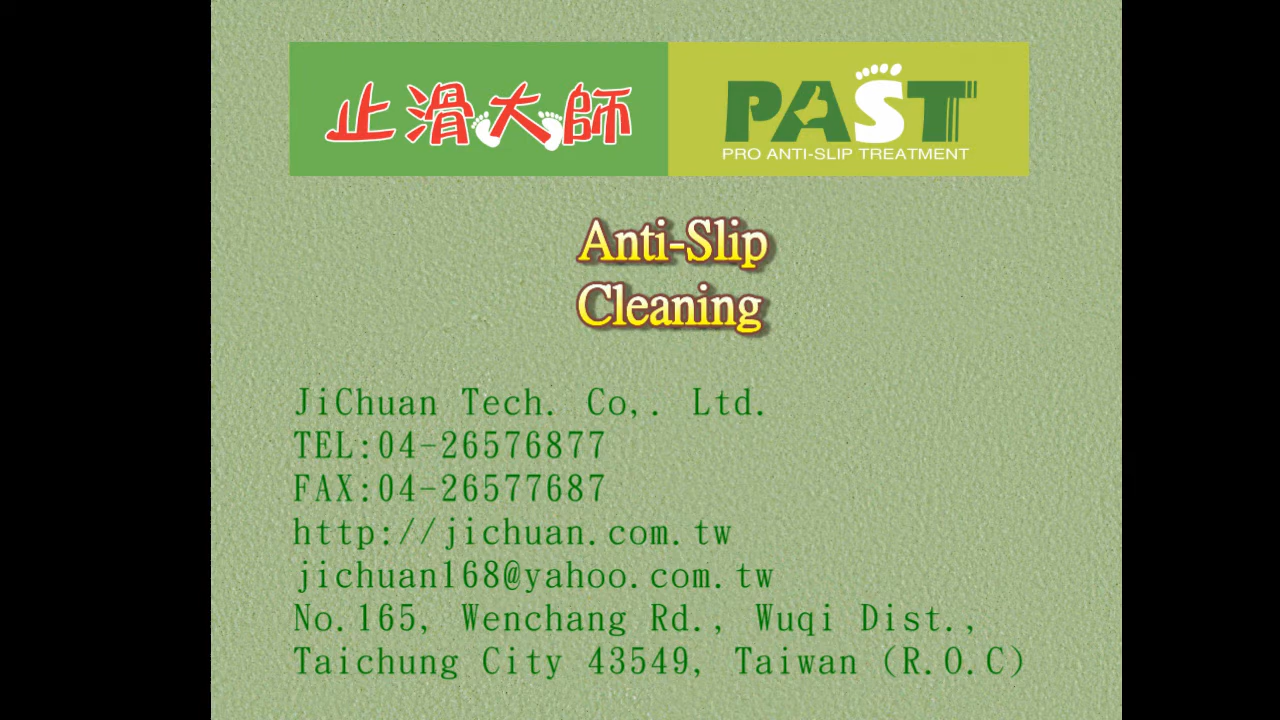 止滑大師
PAST
PRO ANTI-SLIP TREATMENT
Anti-Slip
Cleaning
JiChuan Tech. Co,. Ltd.
TEL:04-26576877
FAX:04-26577687
http://jichuan.com.tw
jichuan168@yahoo.com.tw
No.165, Wenchang Rd., Wuqi Dist.,
Taichung City 43549, Taiwan (R.O.C)